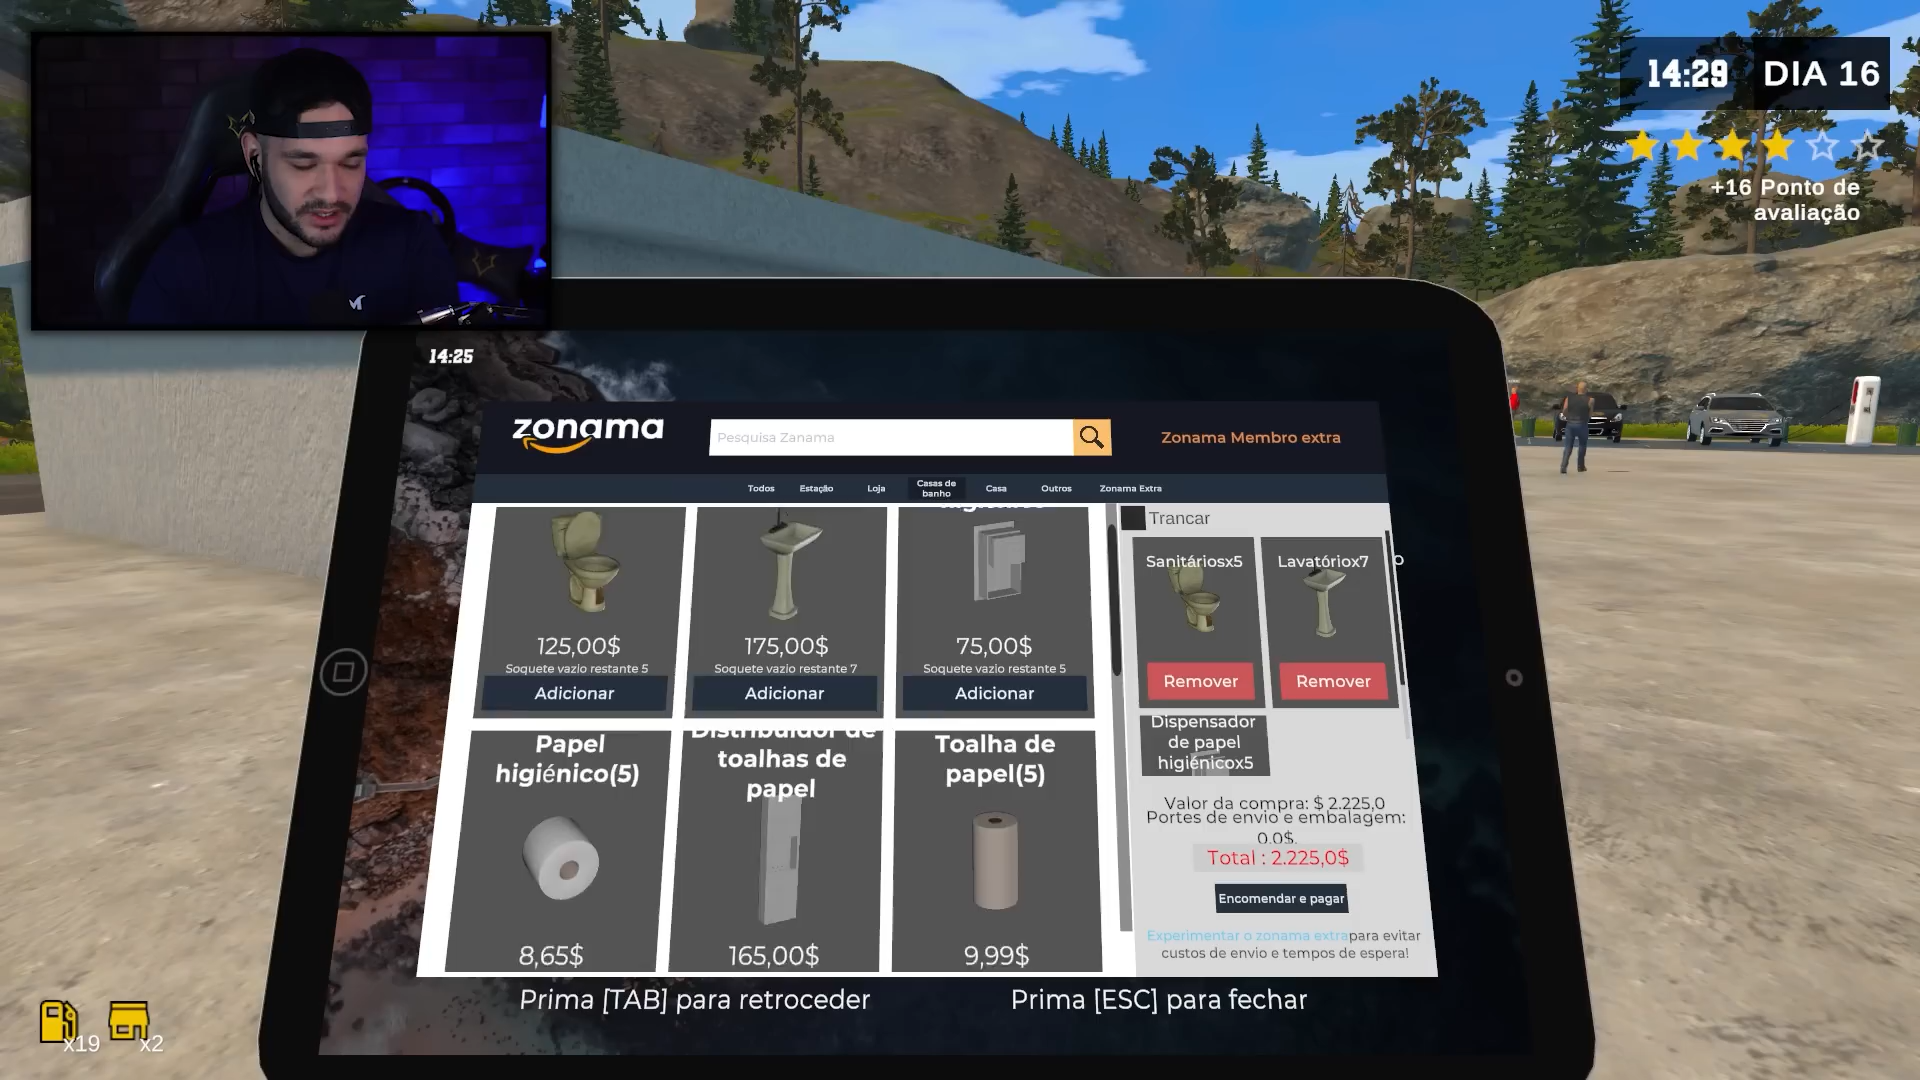 14:29 DIA 16
+16 Ponto de
avaliação
14:25
zonama
Pesquisa Zanama
Zonama Membro extra
Todos
Estação
Loja
Casas de
banho
Casa
Outros
Zonama Extra
125,00$
Soquete vazio restante 5
Adicionar
175,00$
Soquete vazio restante 7
Adicionar
75,00$
Soquete vazio restante 5
Adicionar
Papel
higiénico(5)
8,65$
Distribuidor de
toalhas de
papel
165,00$
Toalha de
papel(5)
9,99$
Trancar
Sanitáriosx5
Remover
Lavatóriox7
Remover
Dispensador
de papel
higiénicox5
Valor da compra: $ 2.225,0
Portes de envio e embalagem:
0,0$.
Total : 2.225,0$
Encomendar e pagar
Experimentar o zonama extra para evitar
custos de envio e tempos de espera!
Prima [TAB] para retroceder
Prima [ESC] para fechar
x19
x2